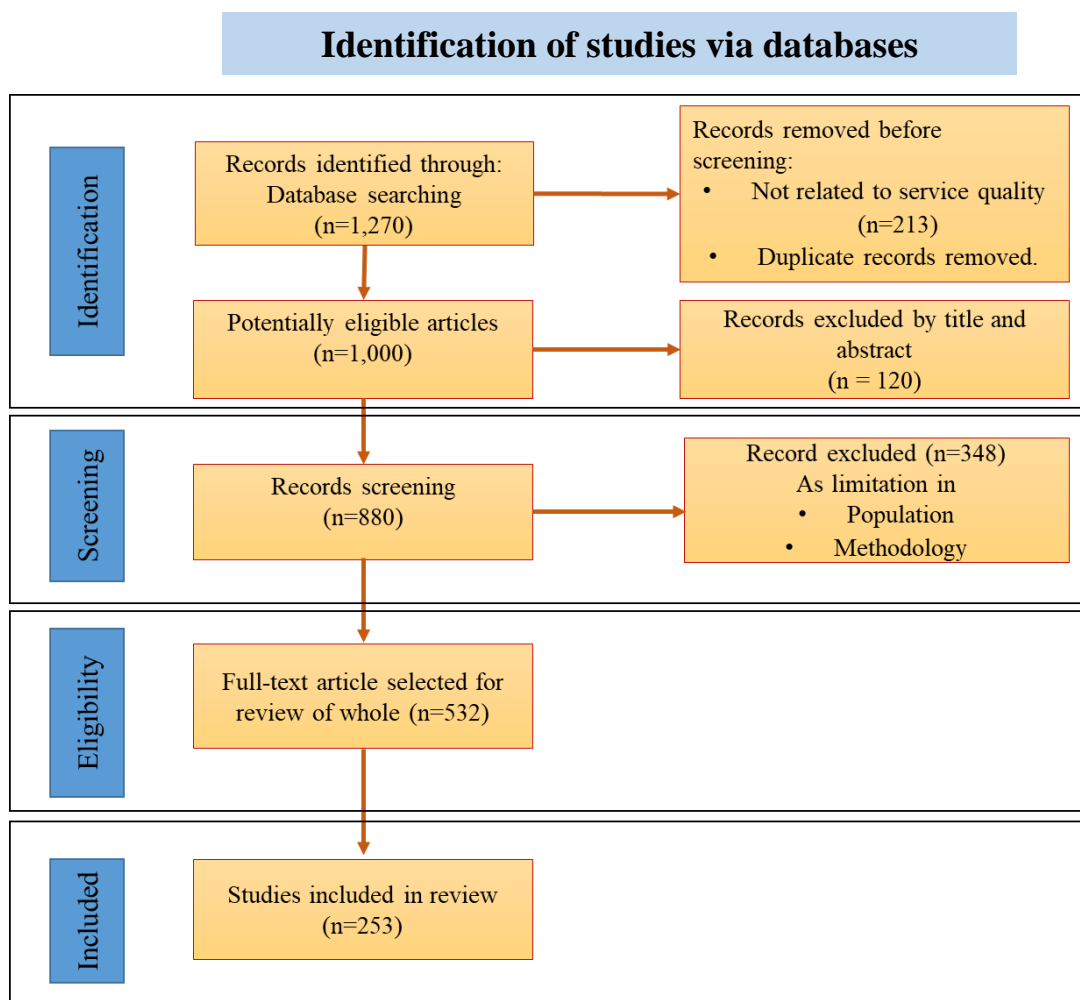 Identification of studies via databases
Identification
Records identified through:
Database searching
(n=1,270)
Records removed before
screening:
• Not related to service quality
(n=213)
• Duplicate records removed.
Potentially eligible articles
(n=1,000)
Records excluded by title and
abstract
(n = 120)
Screening
Records screening
(n=880)
Record excluded (n=348)
As limitation in
• Population
• Methodology
Eligibility
Full-text article selected for
review of whole (n=532)
Included
Studies included in review
(n=253)